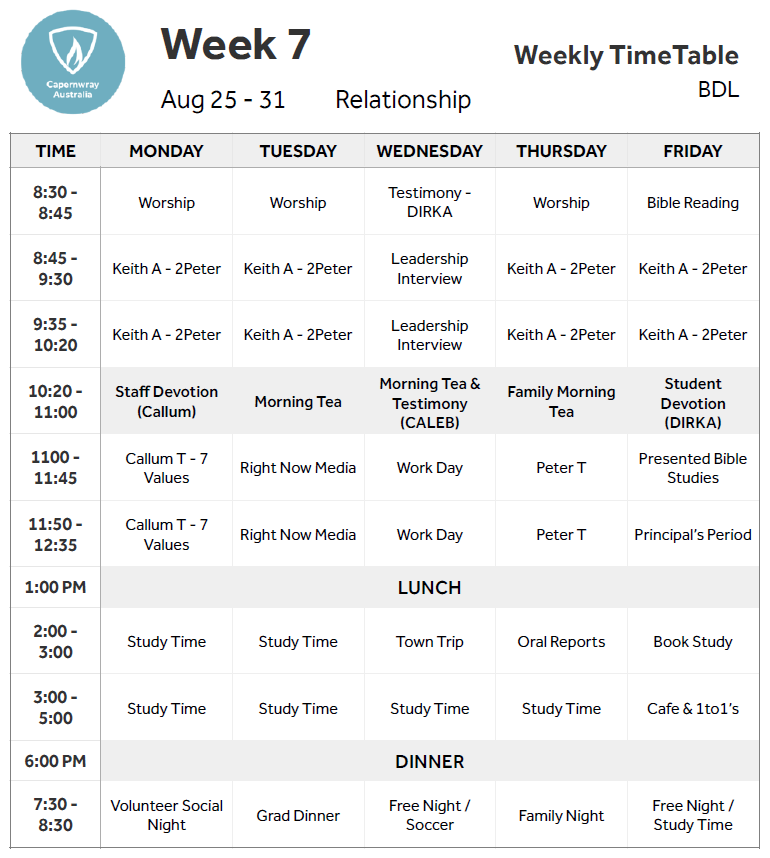 Capernwray
Australia
Week 7
Aug 25 - 31 Relationship
Weekly TimeTable
BDL
TIME MONDAY TUESDAY WEDNESDAY THURSDAY FRIDAY
8:30 -
8:45
Worship
Worship
Testimony -
DIRKA
Worship
Bible Reading
8:45 -
9:30
Keith A - 2Peter
Keith A - 2Peter
Leadership
Interview
Keith A - 2Peter
Keith A - 2Peter
9:35 -
10:20
Keith A - 2Peter
Keith A - 2Peter
Leadership
Interview
Keith A - 2Peter
Keith A - 2Peter
10:20 -
11:00
Staff Devotion
(Callum)
Morning Tea
Morning Tea &
Testimony
(CALEB)
Family Morning
Tea
Student
Devotion
(DIRKA)
1100 -
11:45
Callum T - 7
Values
Right Now Media
Work Day
Peter T
Presented Bible
Studies
11:50 -
12:35
Callum T - 7
Values
Right Now Media
Work Day
Peter T
Principal's Period
1:00 PM
LUNCH
2:00 -
3:00
Study Time
Study Time
Town Trip
Oral Reports
Book Study
3:00 -
5:00
Study Time
Study Time
Study Time
Study Time
Cafe & 1to1's
6:00 PM
DINNER
7:30 -
8:30
Volunteer Social
Night
Grad Dinner
Free Night /
Soccer
Family Night
Free Night /
Study Time